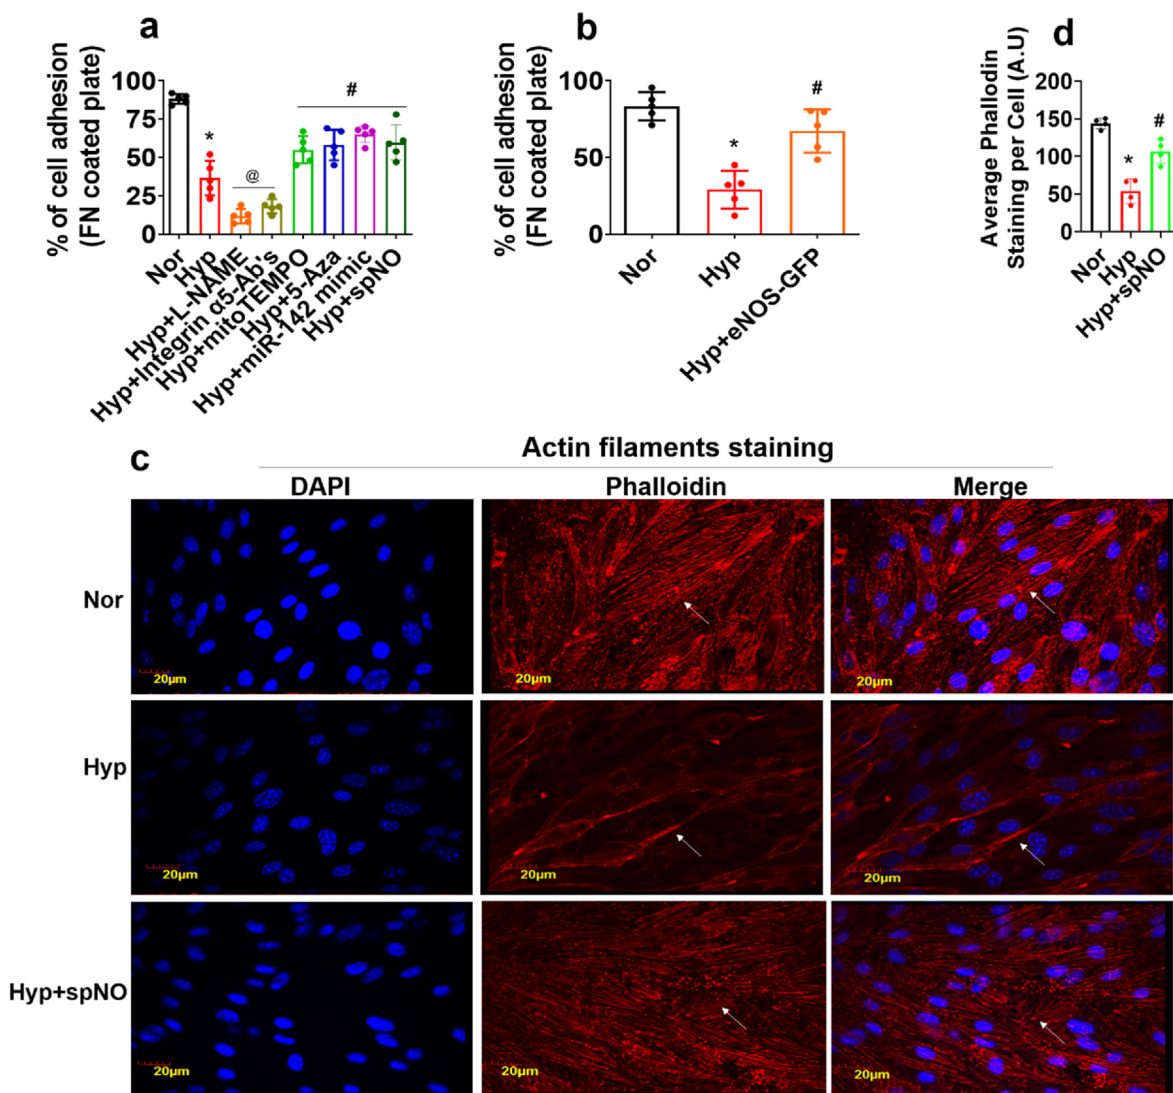 a
% of cell adhesion
(FN coated plate)
100
75
50
25
0
*
@
#
Nor
Hyp
Hyp+L-NAME
Hyp+Integrin α5-Ab's
Hyp+mitoTEMPO
Hyp+5-Aza
Hyp+miR-142 mimic
Hyp+spNO
b
% of cell adhesion
(FN coated plate)
100
50
0
*
#
Nor
Hyp
Hyp+eNOS-GFP
d
Average Phallodin
Staining per Cell (A.U)
200
150
100
50
0
*
#
Nor
Hyp
Hyp+spNO
c
Actin filaments staining
DAPI
Phalloidin
Merge
Nor
20µm
20µm
20µm
Hyp
20µm
20µm
20µm
Hyp+spNO
20µm
20µm
20µm